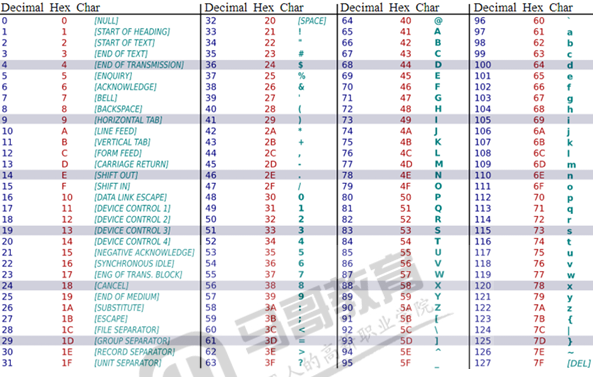 Decimal Hex Char Decimal Hex Char Decimal Hex Char Decimal Hex Char
0 0 [NULL] 32 20 [SPACE] 64 40 @ 96 60 `
1 1 [START OF HEADING] 33 21 ! 65 41 A 97 61 a
2 2 [START OF TEXT] 34 22 " 66 42 B 98 62 b
3 3 [END OF TEXT] 35 23 # 67 43 C 99 63 c
4 4 [END OF TRANSMISSION] 36 24 $ 68 44 D 100 64 d
5 5 [ENQUIRY] 37 25 % 69 45 E 101 65 e
6 6 [ACKNOWLEDGE] 38 26 & 70 46 F 102 66 f
7 7 [BELL] 39 27 ' 71 47 G 103 67 g
8 8 [BACKSPACE] 40 28 ( 72 48 H 104 68 h
9 9 [HORIZONTAL TAB] 41 29 ) 73 49 I 105 69 i
10 A [LINE FEED] 42 2A * 74 4A J 106 6A j
11 B [VERTICAL TAB] 43 2B + 75 4B K 107 6B k
12 C [FORM FEED] 44 2C , 76 4C L 108 6C l
13 D [CARRIAGE RETURN] 45 2D - 77 4D M 109 6D m
14 E [SHIFT OUT] 46 2E . 78 4E N 110 6E n
15 F [SHIFT IN] 47 2F / 79 4F O 111 6F o
16 10 [DATA LINK ESCAPE] 48 30 0 80 50 P 112 70 p
17 11 [DEVICE CONTROL 1] 49 31 1 81 51 Q 113 71 q
18 12 [DEVICE CONTROL 2] 50 32 2 82 52 R 114 72 r
19 13 [DEVICE CONTROL 3] 51 33 3 83 53 S 115 73 s
20 14 [DEVICE CONTROL 4] 52 34 4 84 54 T 116 74 t
21 15 [NEGATIVE ACKNOWLEDGE] 53 35 5 85 55 U 117 75 u
22 16 [SYNCHRONOUS IDLE] 54 36 6 86 56 V 118 76 v
23 17 [ENG OF TRANS. BLOCK] 55 37 7 87 57 W 119 77 w
24 18 [CANCEL] 56 38 8 88 58 X 120 78 x
25 19 [END OF MEDIUM] 57 39 9 89 59 Y 121 79 y
26 1A [SUBSTITUTE] 58 3A : 90 5A Z 122 7A z
27 1B [ESCAPE] 59 3B ; 91 5B [ 123 7B {
28 1C [FILE SEPARATOR] 60 3C < 92 5C \ 124 7C |
29 1D [GROUP SEPARATOR] 61 3D = 93 5D ] 125 7D }
30 1E [RECORD SEPARATOR] 62 3E > 94 5E ^ 126 7E ~
31 1F [UNIT SEPARATOR] 63 3F ? 95 5F _ 127 7F [DEL]
马哥教育
人的高 职业学院